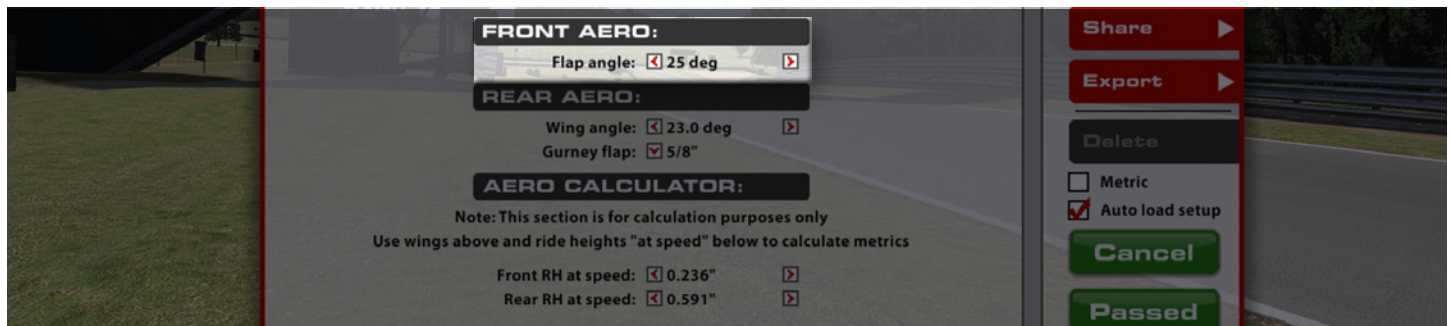 FRONT AERO:
Flap angle: 25 deg
REAR AERO:
Wing angle: 23.0 deg
Gurney flap: 5/8"
AERO CALCULATOR:
Note: This section is for calculation purposes only
Use wings above and ride heights "at speed" below to calculate metrics
Front RH at speed: 0.236"
Rear RH at speed: 0.591"
Share
Export
Delete
Metric
Auto load setup
Cancel
Passed